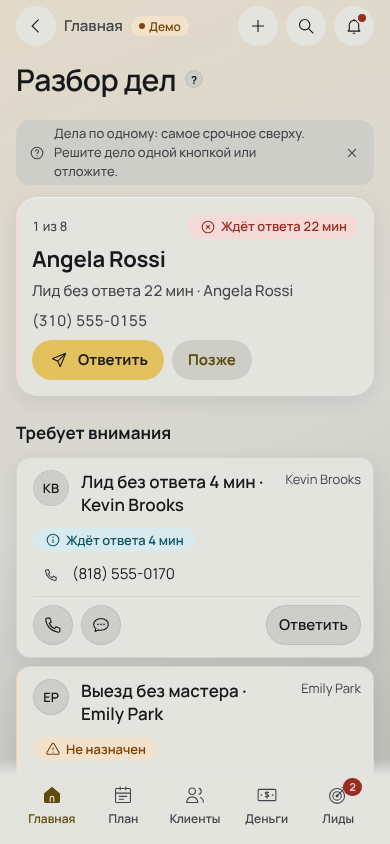 Главная
Демо
Разбор дел
?
Дела по одному: самое срочное сверху.
Решите дело одной кнопкой или
отложите.
1 из 8
Ждёт ответа 22 мин
Angela Rossi
Лид без ответа 22 мин · Angela Rossi
(310) 555-0155
Ответить
Позже
Требует внимания
KB
Лид без ответа 4 мин ·
Kevin Brooks
Kevin Brooks
Ждёт ответа 4 мин
(818) 555-0170
Ответить
EP
Выезд без мастера ·
Emily Park
Emily Park
Не назначен
2
Главная
План
Клиенты
Деньги
Лиды